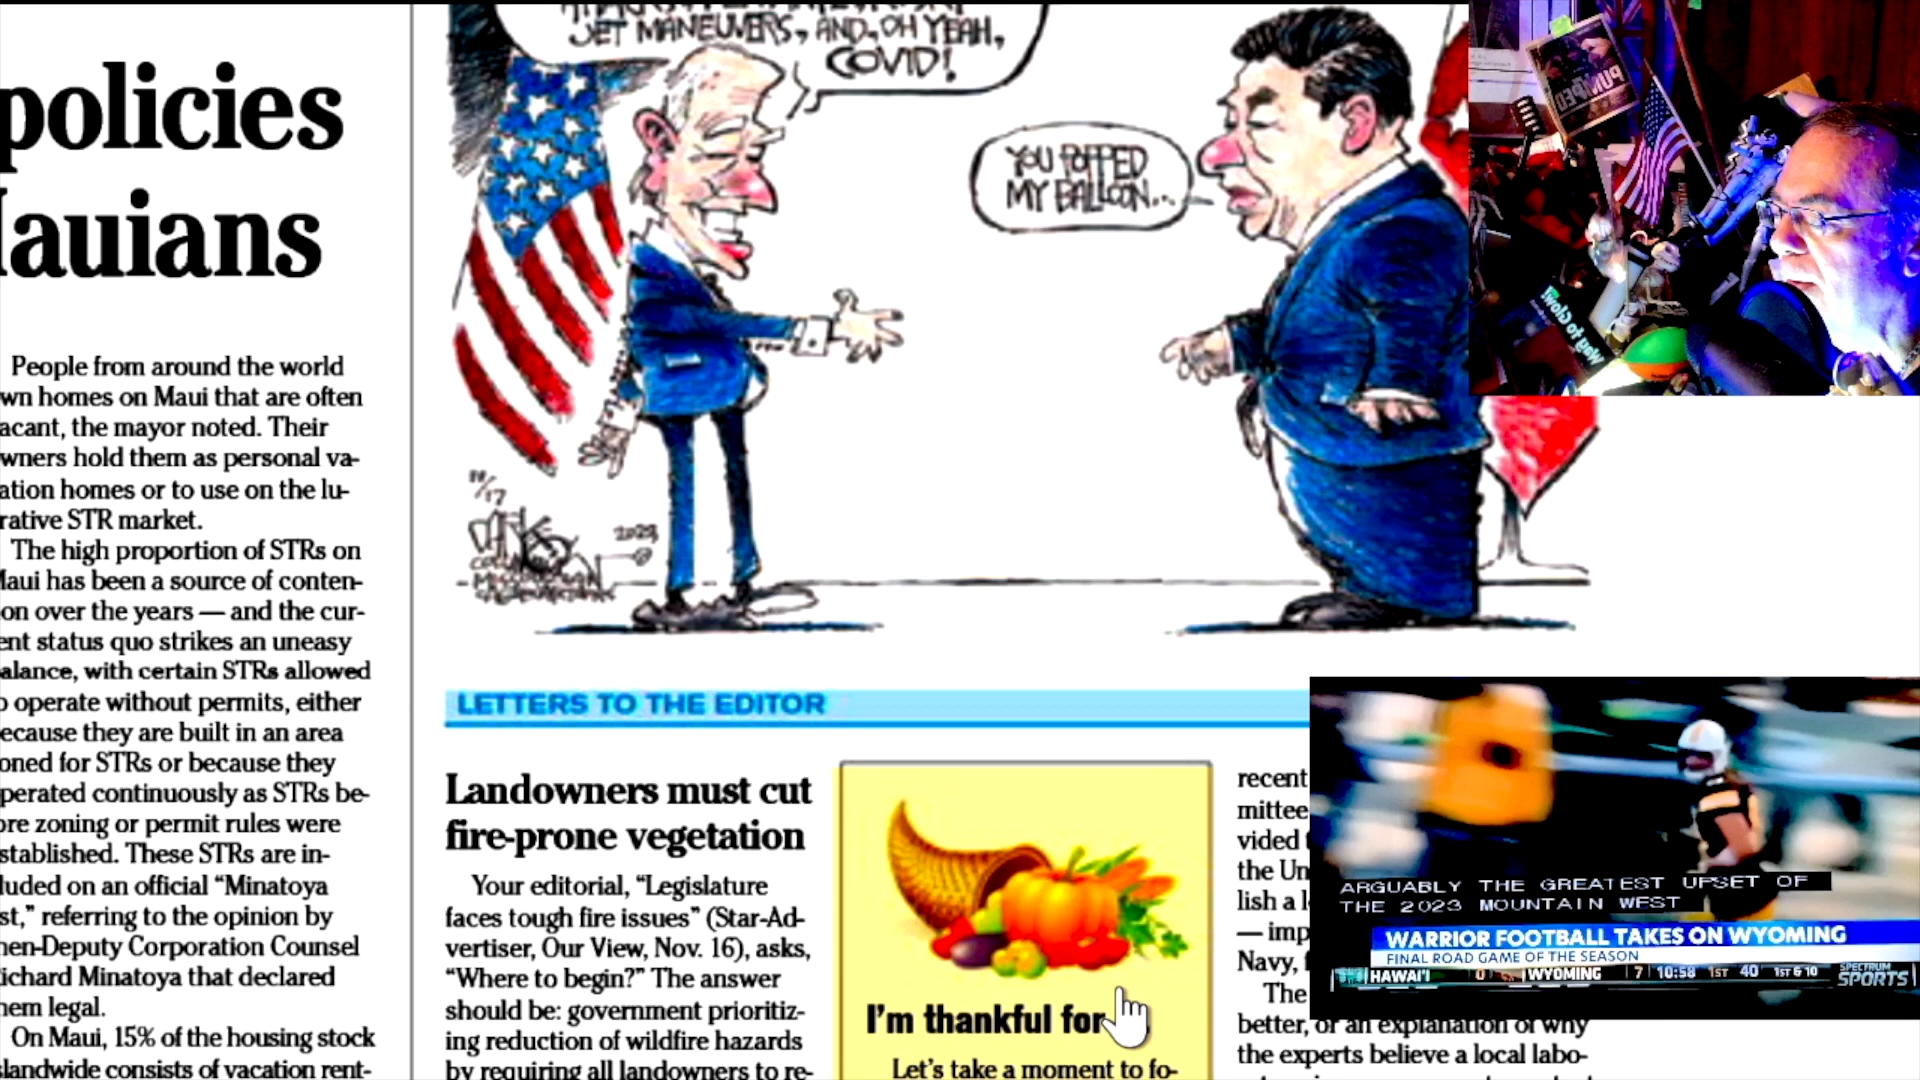 JET MANEUVERS, AND, OH YEAH,
COVID!
YOU POPPED
MY BALLOON...
policies
auians
People from around the world
wn homes on Maui that are often
acant, the mayor noted. Their
wners hold them as personal va-
ation homes or to use on the lu-
rative STR market.
The high proportion of STRs on
Maui has been a source of conten-
on over the years — and the cur-
ent status quo strikes an uneasy
alance, with certain STRs allowed
o operate without permits, either
ecause they are built in an area
oned for STRs or because they
perated continuously as STRs be-
ore zoning or permit rules were
stablished. These STRs are in-
luded on an official “Minatoya
st,” referring to the opinion by
hen-Deputy Corporation Counsel
ichard Minatoya that declared
hem legal.
On Maui, 15% of the housing stock
slandwide consists of vacation rent-
11/17
2023
LETTERS TO THE EDITOR
Landowners must cut
fire-prone vegetation
Your editorial, “Legislature
faces tough fire issues” (Star-Ad-
vertiser, Our View, Nov. 16), asks,
“Where to begin?” The answer
should be: government prioritiz-
ing reduction of wildfire hazards
by requiring all landowners to re-
I’m thankful for
Let’s take a moment to fo-
recent
mittee
vided
the Un
lish a l
— imp
Navy,
The
better, or an explanation of why
the experts believe a local labo-
PUMPED
Way to Glow!
ARGUABLY THE GREATEST UPSET OF
THE 2023 MOUNTAIN WEST
WARRIOR FOOTBALL TAKES ON WYOMING
FINAL ROAD GAME OF THE SEASON
HAWAI'I 0 WYOMING 7 10:58 1ST 40 1ST & 10
SPECTRUM
SPORTS